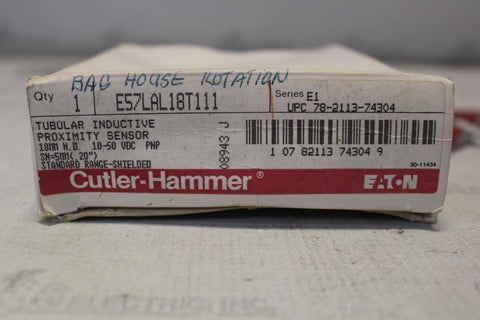 BAG HOUSE ROTATION
Qty 1 E57LAL18T111 Series E1
UPC 78-2113-74304
TUBULAR INDUCTIVE
PROXIMITY SENSOR
18MM N.O. 10-50 VDC PNP
SN=5MM(.20")
STANDARD RANGE-SHIELDED
08943 J
1 07 82113 74304 9
30-11434
Cutler-Hammer®
EATON